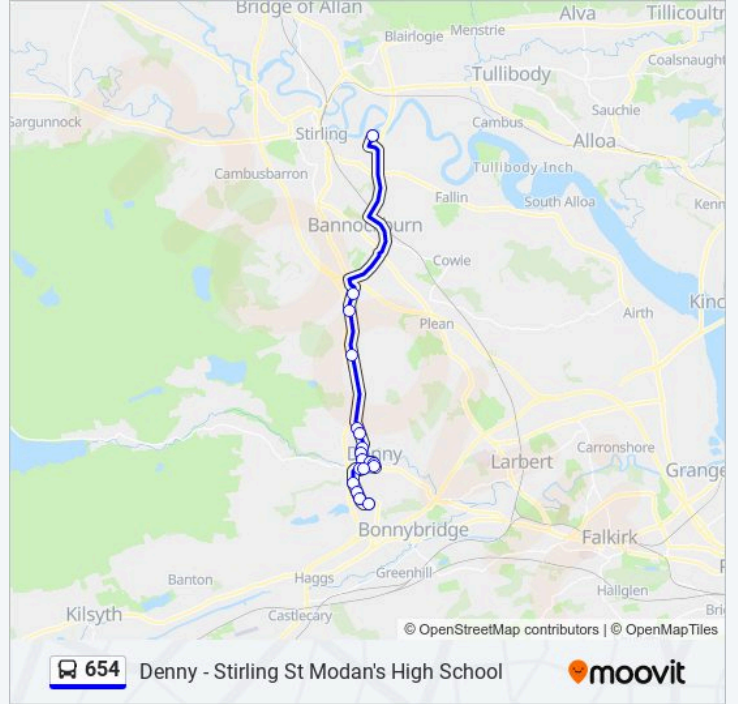 Bridge of Allan
Alva
Tillicoultr
Blairlogie
Menstrie
Coalsnaught
Tullibody
Sauchie
Gargunnock
Cambus
Stirling
Alloa
Tullibody Inch
Cambusbarron
Fallin
South Alloa
Kenn
Bannockburn
Cowie
Kinc
Airth
Plean
Denny
Carronshore
Larbert
Grange
Bonnybridge
Falkirk
Banton
Haggs
Greenhill
Hallglen
Castlecary
Kilsyth
Bri
© OpenStreetMap contributors | © OpenMapTiles
654 Denny - Stirling St Modan's High School
moovit